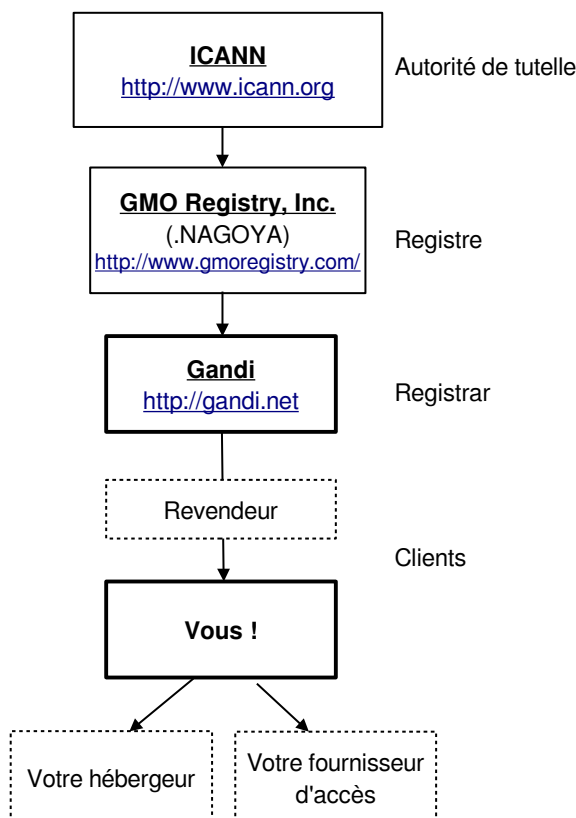 ICANN
http://www.icann.org
Autorité de tutelle
GMO Registry, Inc.
(.NAGOYA)
http://www.gmoregistry.com/
Registre
Gandi
http://gandi.net
Registrar
Revendeur
Clients
Vous !
Votre hébergeur
Votre fournisseur
d'accès